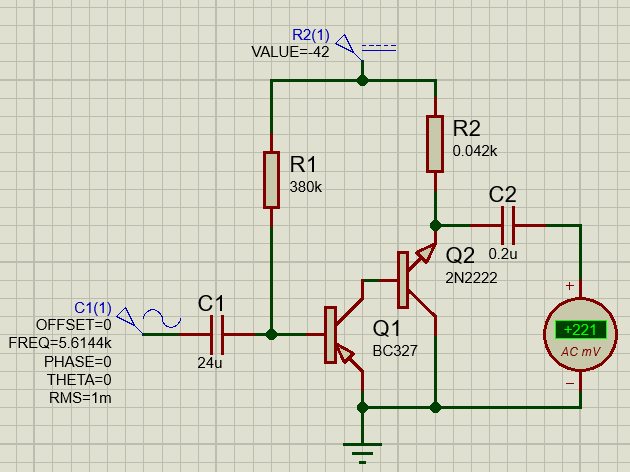 R2(1)
VALUE=-42
R1
380k
R2
0.042k
C2
0.2u
Q2
2N2222
C1(1)
OFFSET=0
FREQ=5.6144k
PHASE=0
THETA=0
RMS=1m
C1
24u
Q1
BC327
+
+221
AC mV
−